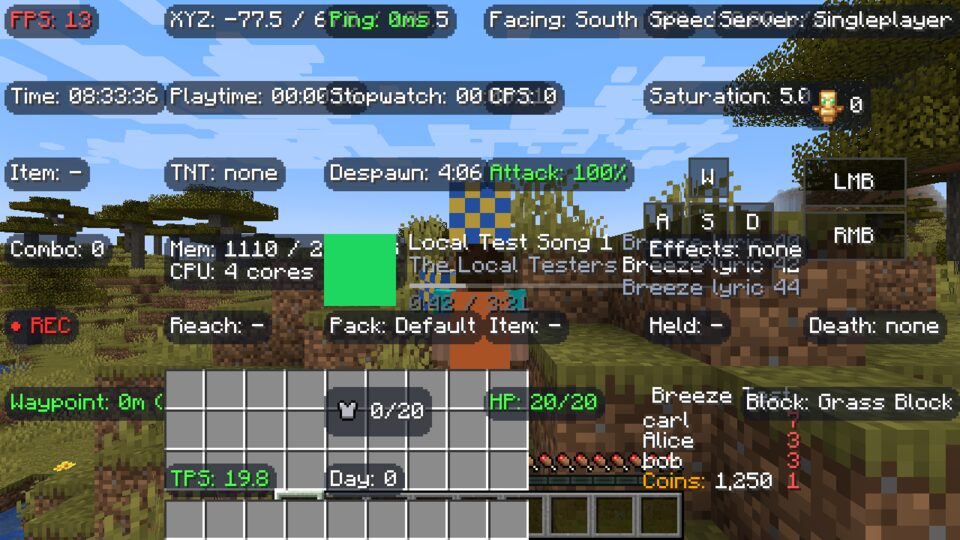 FPS: 13
XYZ: -77.5 / 6
Ping: 0ms 5
Facing: South
Speed
Server: Singleplayer
Time: 08:33:36
Playtime: 00:00
Stopwatch: 00
CPS: 0
Saturation: 5.0
0
Item: -
TNT: none
Despawn: 4:06
Attack: 100%
W
LMB
A S D
RMB
Combo: 0
Mem: 1110 / 2
CPU: 4 cores
Local Test Song 1
The Local Testers
0:42 / 3:21
Effects: none
Breeze lyric 42
Breeze lyric 44
REC
Reach: -
Pack: Default
Item: -
Held: -
Death: none
Waypoint: 0m (
0/20
HP: 20/20
Breeze
Block: Grass Block
carl 7
Alice 3
bob 3
Coins: 1,250 1
TPS: 19.8
Day: 0